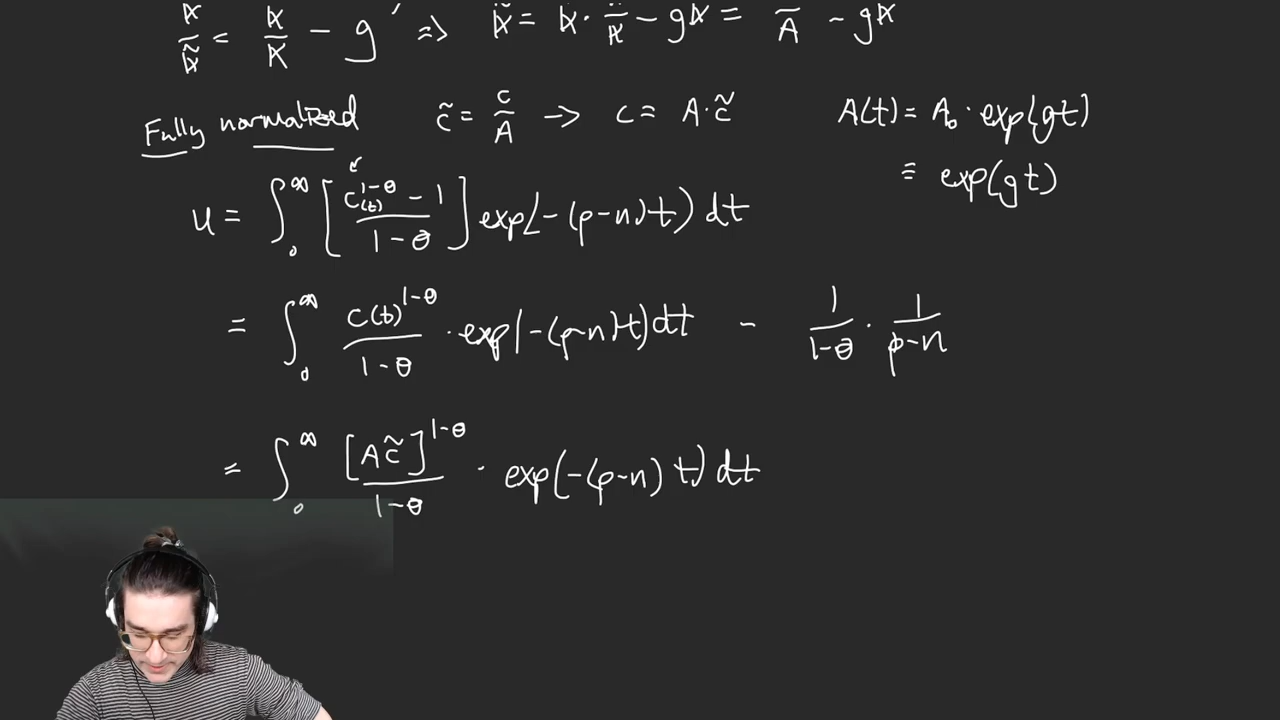 k̇̃/k̃ = k̇/k - g ⇒ k̇̃ = k̃ · k̇/k - gk̃ = k̇/A - gk̃
Fully normalized c̃ = c/A → c = A·c̃ A(t) = A₀ · exp(gt)
≡ exp(gt)
u = ∫₀^∞ [(c(t)^(1-θ) - 1)/(1-θ)] exp(-(ρ-n)t) dt
= ∫₀^∞ c(t)^(1-θ)/(1-θ) · exp(-(ρ-n)t) dt - 1/(1-θ) · 1/(ρ-n)
= ∫₀^∞ [Ac̃]^(1-θ)/(1-θ) · exp(-(ρ-n)t) dt